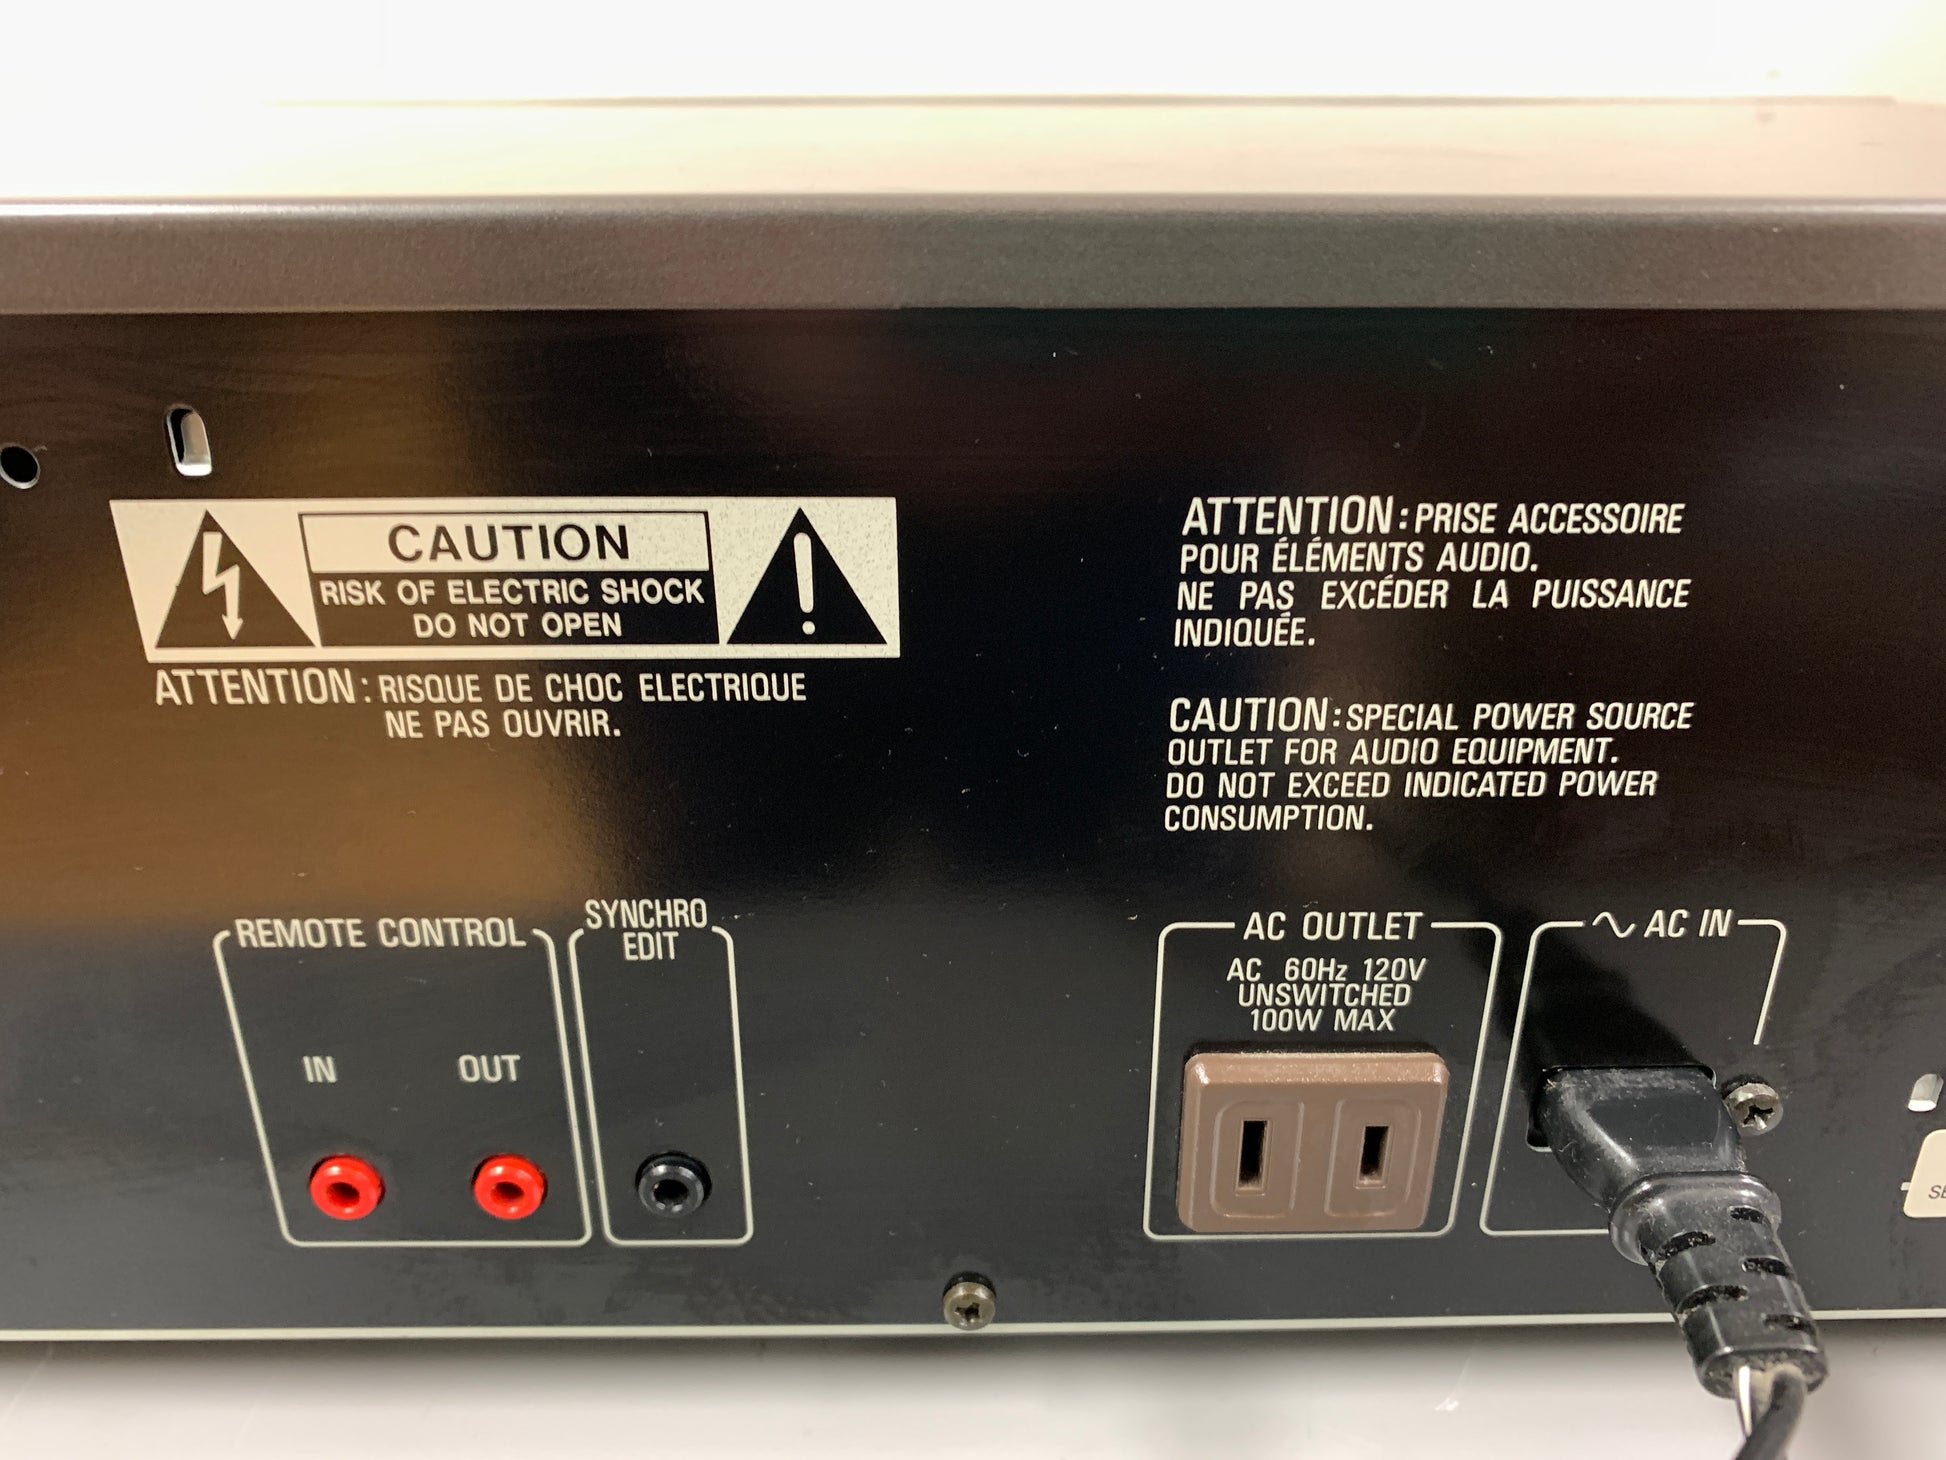 CAUTION
RISK OF ELECTRIC SHOCK
DO NOT OPEN
ATTENTION: RISQUE DE CHOC ELECTRIQUE
NE PAS OUVRIR.
ATTENTION: PRISE ACCESSOIRE
POUR ÉLÉMENTS AUDIO.
NE PAS EXCÉDER LA PUISSANCE
INDIQUÉE.
CAUTION: SPECIAL POWER SOURCE
OUTLET FOR AUDIO EQUIPMENT.
DO NOT EXCEED INDICATED POWER
CONSUMPTION.
REMOTE CONTROL
IN OUT
SYNCHRO
EDIT
AC OUTLET
AC 60Hz 120V
UNSWITCHED
100W MAX
∿ AC IN